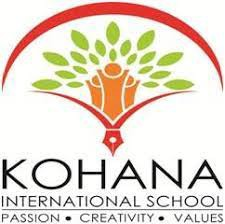 KOHANA
INTERNATIONAL SCHOOL
PASSION • CREATIVITY • VALUES